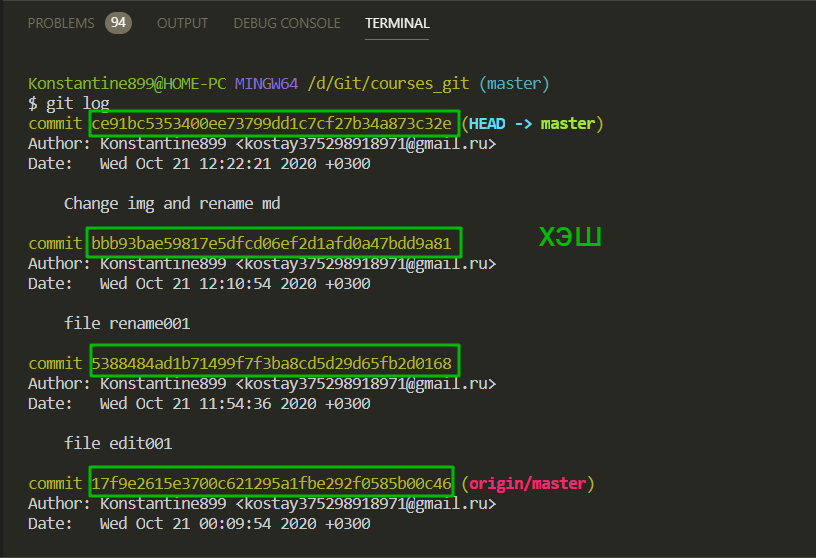 PROBLEMS 94 OUTPUT DEBUG CONSOLE TERMINAL
Konstantine899@HOME-PC MINGW64 /d/Git/courses_git (master)
$ git log
commit ce91bc5353400ee73799dd1c7cf27b34a873c32e (HEAD -> master)
Author: Konstantine899 <kostay375298918971@gmail.ru>
Date:   Wed Oct 21 12:22:21 2020 +0300
Change img and rename md
commit bbb93bae59817e5dfcd06ef2d1afd0a47bdd9a81
хэш
Author: Konstantine899 <kostay375298918971@gmail.ru>
Date:   Wed Oct 21 12:10:54 2020 +0300
file rename001
commit 5388484ad1b71499f7f3ba8cd5d29d65fb2d0168
Author: Konstantine899 <kostay375298918971@gmail.ru>
Date:   Wed Oct 21 11:54:36 2020 +0300
file edit001
commit 17f9e2615e3700c621295a1fbe292f0585b00c46 (origin/master)
Author: Konstantine899 <kostay375298918971@gmail.ru>
Date:   Wed Oct 21 00:09:54 2020 +0300